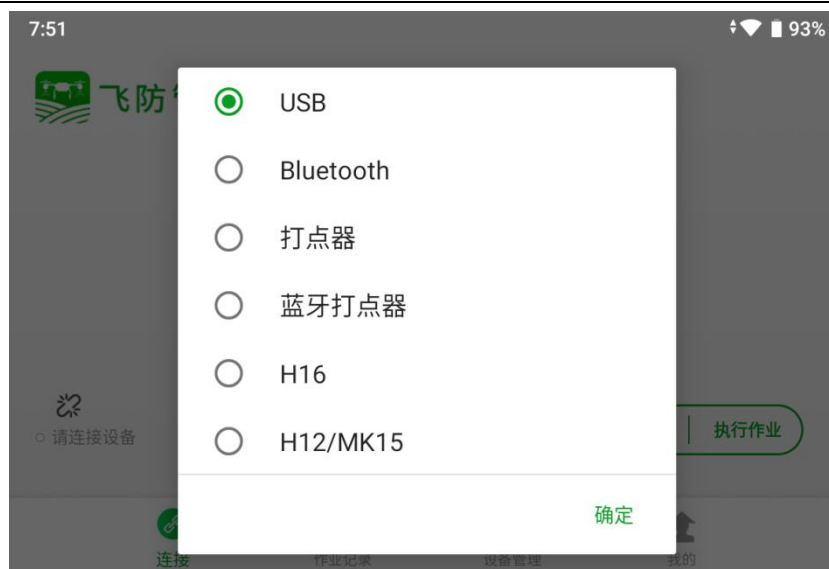 7:51
93%
飞防
USB
Bluetooth
打点器
蓝牙打点器
H16
H12/MK15
请连接设备
执行作业
确定
连接
作业记录
设备管理
我的